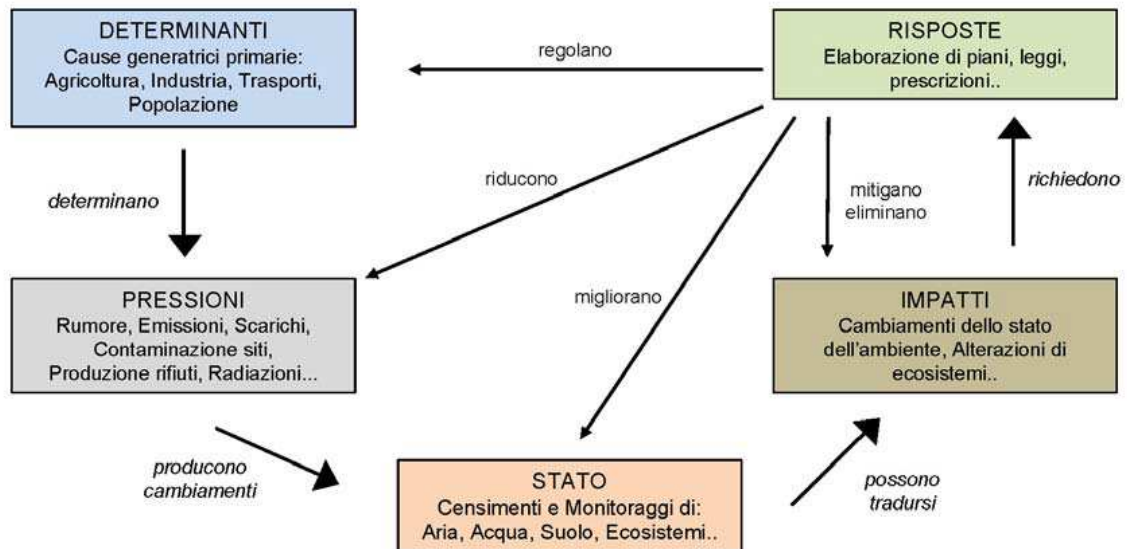 DETERMINANTI
Cause generatrici primarie:
Agricoltura, Industria, Trasporti,
Popolazione
regolano
RISPOSTE
Elaborazione di piani, leggi,
prescrizioni..
determinano
riducono
mitigano
eliminano
richiedono
PRESSIONI
Rumore, Emissioni, Scarichi,
Contaminazione siti,
Produzione rifiuti, Radiazioni...
migliorano
IMPATTI
Cambiamenti dello stato
dell'ambiente, Alterazioni di
ecosistemi..
producono
cambiamenti
STATO
Censimenti e Monitoraggi di:
Aria, Acqua, Suolo, Ecosistemi..
possono
tradursi